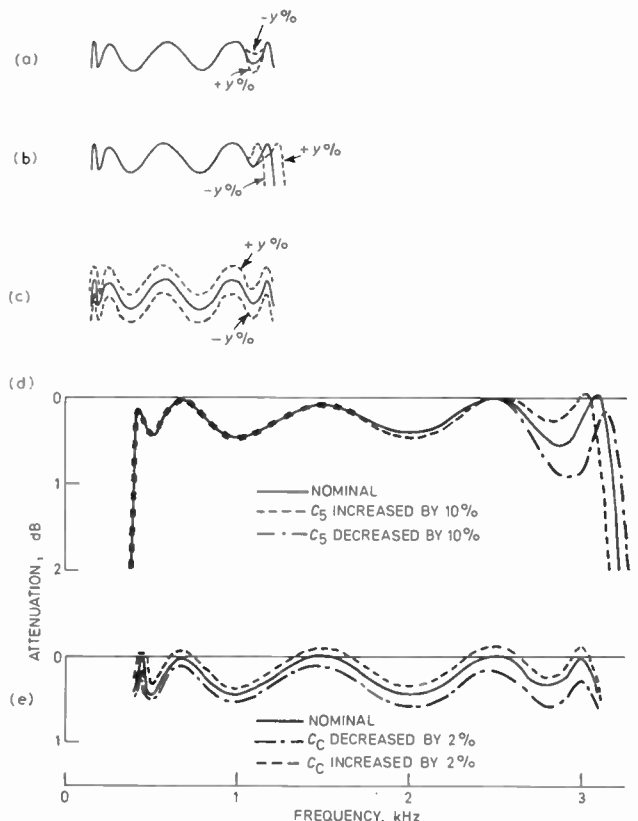 (a)
-y%
+y%
(b)
+y%
-y%
(c)
+y%
-y%
(d)
0
1
2
NOMINAL
C5 INCREASED BY 10%
C5 DECREASED BY 10%
ATTENUATION, dB
(e)
0
1
NOMINAL
CC DECREASED BY 2%
CC INCREASED BY 2%
0 1 2 3
FREQUENCY, kHz